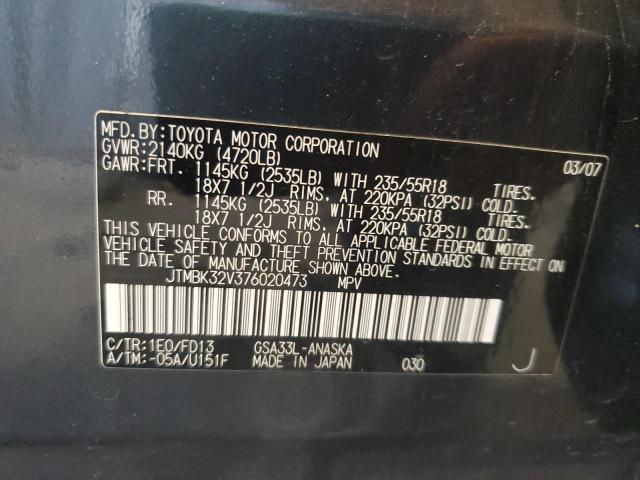 MFD. BY: TOYOTA MOTOR CORPORATION 03/07
GVWR: 2140KG (4720LB)
GAWR: FRT. 1145KG (2535LB) WITH 235/55R18 TIRES.
18X7 1/2J RIMS, AT 220KPA (32PSI) COLD.
RR. 1145KG (2535LB) WITH 235/55R18 TIRES.
18X7 1/2J RIMS, AT 220KPA (32PSI) COLD.
THIS VEHICLE CONFORMS TO ALL APPLICABLE FEDERAL MOTOR
VEHICLE SAFETY AND THEFT PREVENTION STANDARDS IN EFFECT ON
THE DATE OF MANUFACTURE SHOWN ABOVE.
JTMBK32V376020473 MPV
C/TR: 1E0/FD13 GSA33L-ANASKA
A/TM: -05A/U151F MADE IN JAPAN 030 J